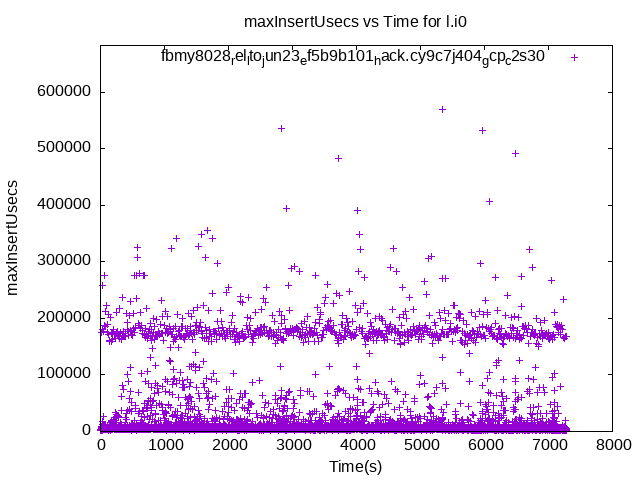 maxInsertUsecs vs Time for l.i0
fbmy8028relltojun23ef5b9b101hack.cy9c7j404gcpc2s30
600000
500000
400000
300000
200000
100000
0
maxInsertUsecs
0 1000 2000 3000 4000 5000 6000 7000 8000
Time(s)